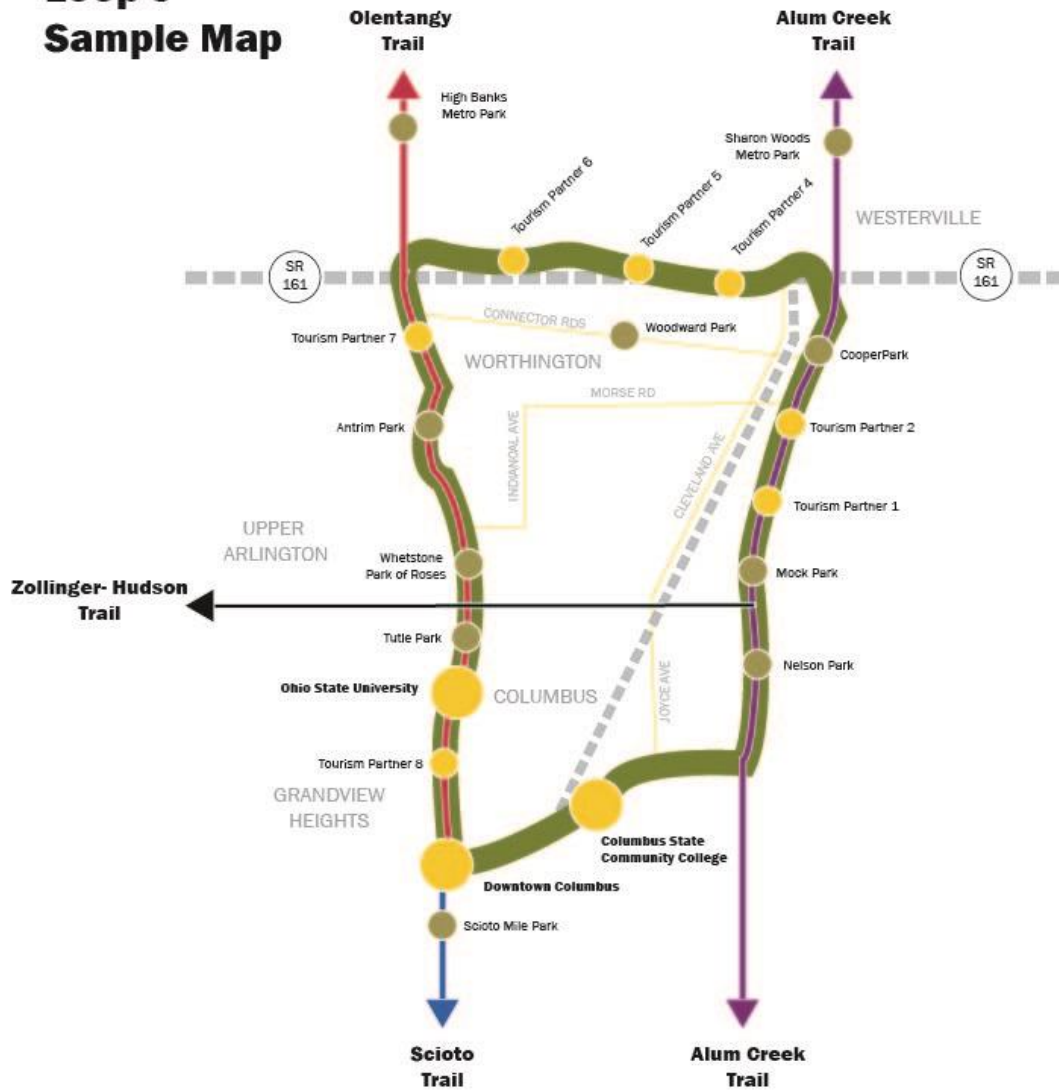 Sample Map
Olentangy
Trail
Alum Creek
Trail
High Banks
Metro Park
Sharon Woods
Metro Park
Tourism Partner 6
Tourism Partner 5
Tourism Partner 4
WESTERVILLE
SR
161
SR
161
CONNECTOR RDS
Woodward Park
Tourism Partner 7
WORTHINGTON
CooperPark
MORSE RD
Antrim Park
INDIANOAL AVE
CLEVELAND AVE
Tourism Partner 2
Tourism Partner 1
UPPER
ARLINGTON
Whetstone
Park of Roses
Mock Park
Zollinger- Hudson
Trail
Tutle Park
Nelson Park
Ohio State University
COLUMBUS
JOYCE AVE
Tourism Partner 8
GRANDVIEW
HEIGHTS
Columbus State
Community College
Downtown Columbus
Scioto Mile Park
Scioto
Trail
Alum Creek
Trail